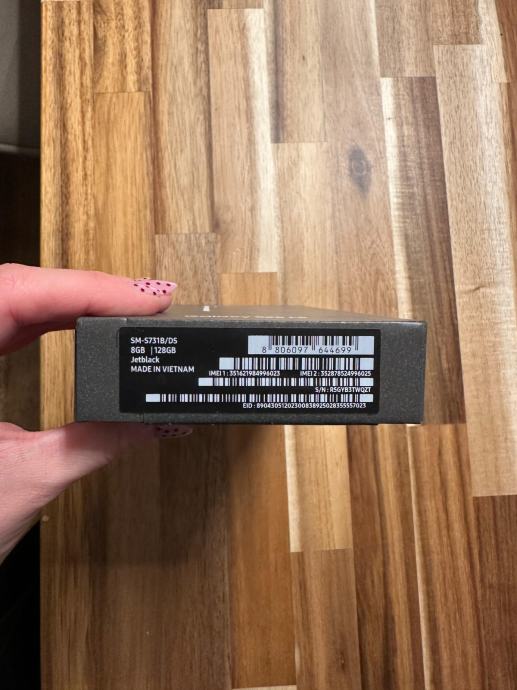 SM-S731B/DS
8GB | 128GB
Jetblack
MADE IN VIETNAM
8 806097 644699
IMEI 1 : 351621984996023 IMEI 2 : 352878524996025
S/N : R5GYB3TWQZT
EID : 89043051202300838925028355557023